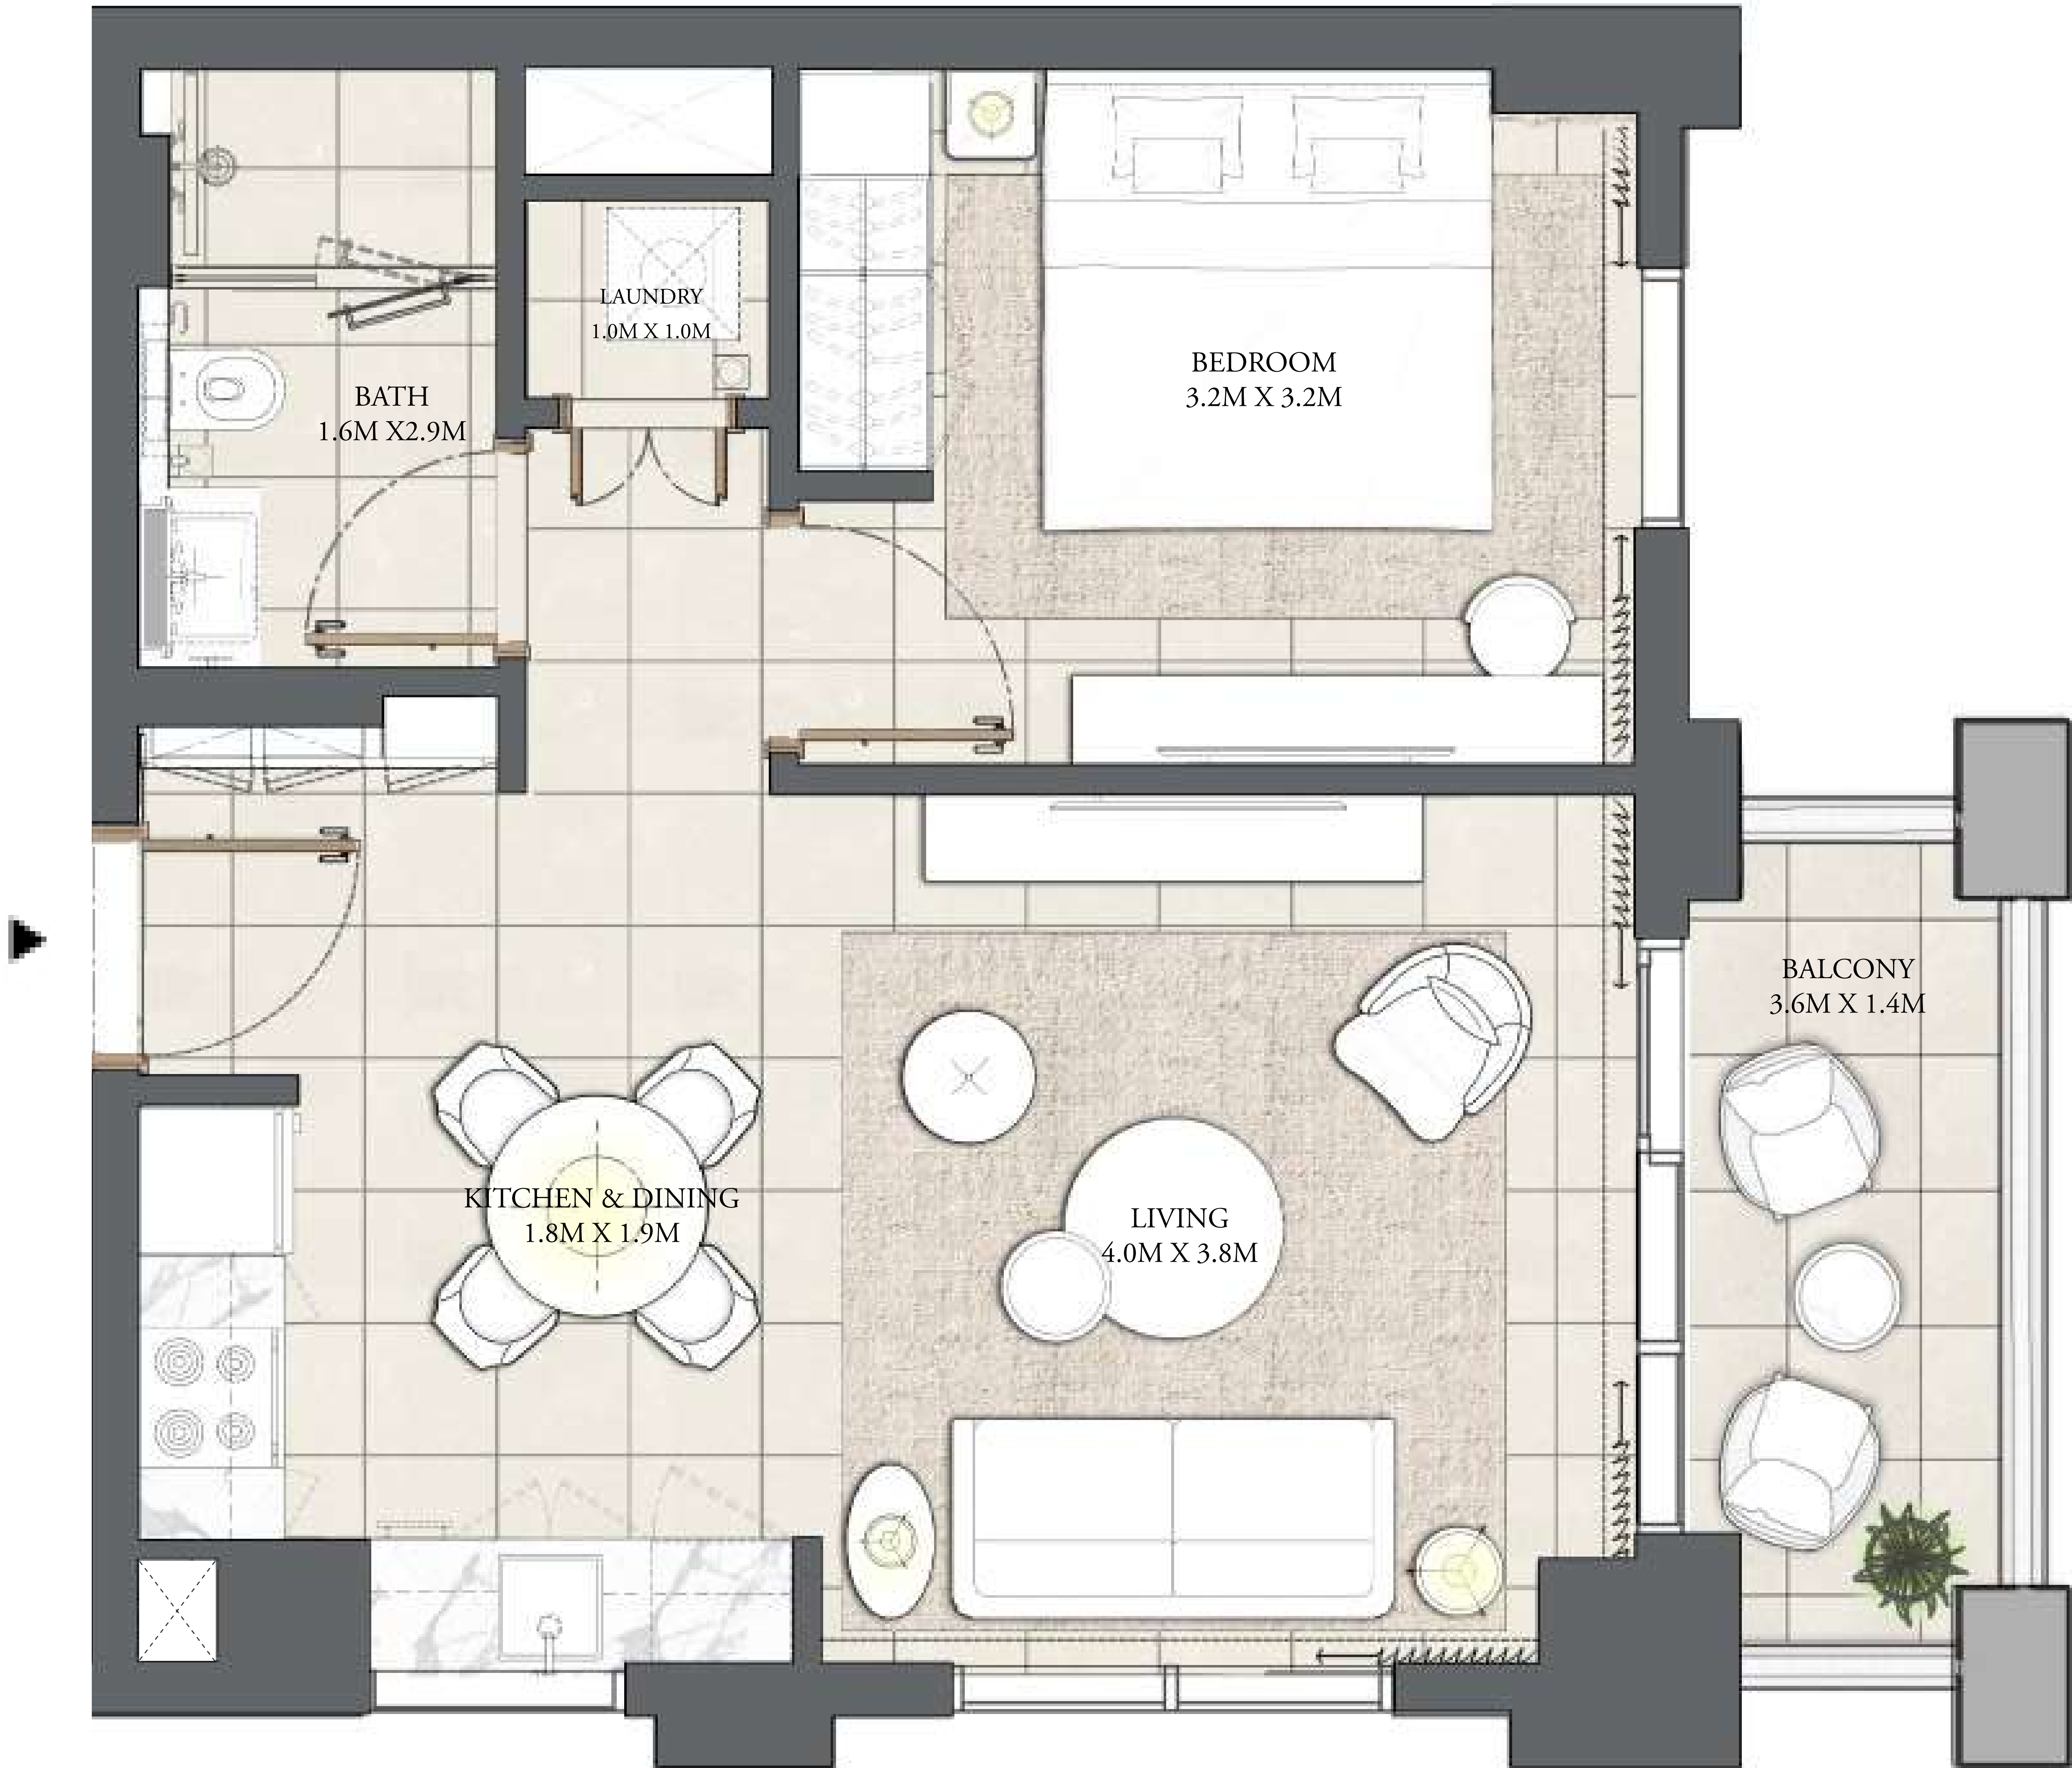 LAUNDRY
1.0M X 1.0M
BEDROOM
3.2M X 3.2M
BATH
1.6M X2.9M
BALCONY
3.6M X 1.4M
KITCHEN & DINING
1.8M X 1.9M
LIVING
4.0M X 3.8M